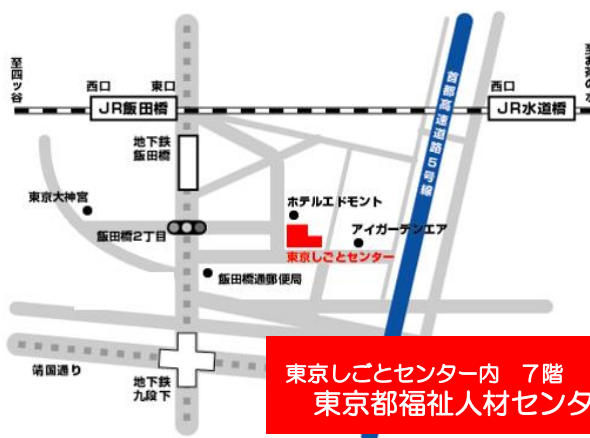 至四ッ谷
西口
東口
JR飯田橋
首都高速道路5号線
西口
JR水道橋
地下鉄
飯田橋
東京大神宮
飯田橋2丁目
ホテルエドモント
アイガーデンエア
東京しごとセンター
飯田橋通郵便局
靖国通り
地下鉄
九段下
東京しごとセンター内 7階
東京都福祉人材センタ